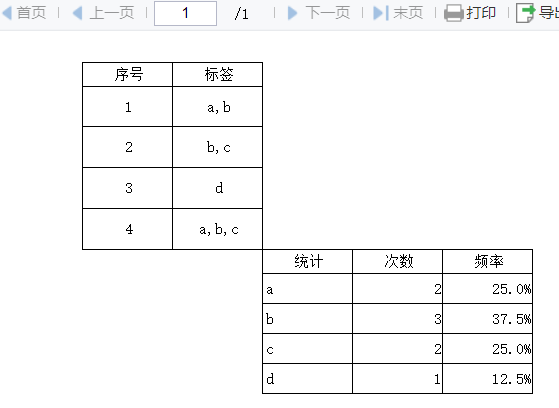 首页 上一页 1 /1 下一页 末页 打印 导出
序号 标签
1 a,b
2 b,c
3 d
4 a,b,c
统计 次数 频率
a 2 25.0%
b 3 37.5%
c 2 25.0%
d 1 12.5%